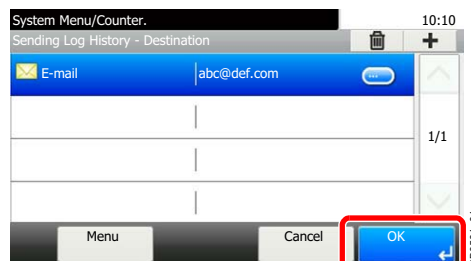 System Menu/Counter. 10:10
Sending Log History - Destination
E-mail abc@def.com
1/1
Menu Cancel OK